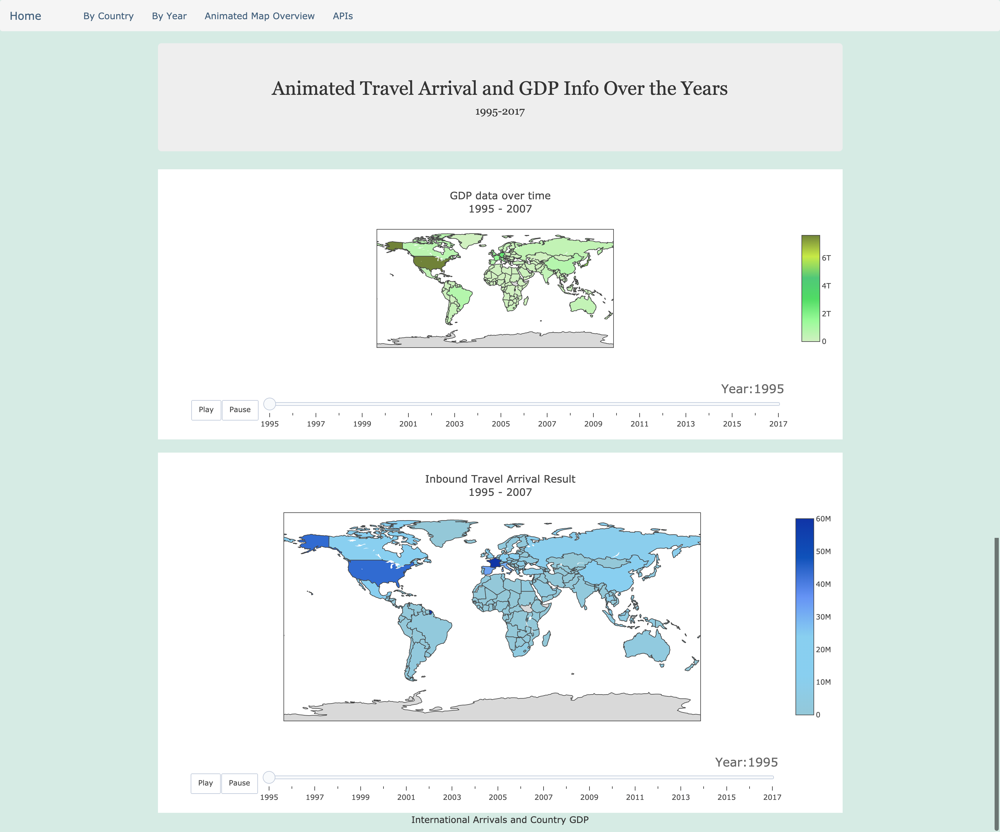 Home By Country By Year Animated Map Overview APIs
Animated Travel Arrival and GDP Info Over the Years
1995-2017
GDP data over time
1995 - 2007
6T
4T
2T
0
Year:1995
Play Pause
1995 1997 1999 2001 2003 2005 2007 2009 2011 2013 2015 2017
Inbound Travel Arrival Result
1995 - 2007
60M
50M
40M
30M
20M
10M
0
Year:1995
Play Pause
1995 1997 1999 2001 2003 2005 2007 2009 2011 2013 2015 2017
International Arrivals and Country GDP